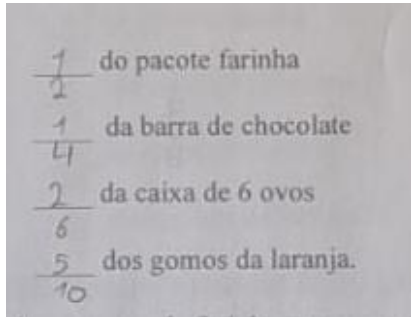 1/2 do pacote farinha
1/4 da barra de chocolate
2/6 da caixa de 6 ovos
5/10 dos gomos da laranja.